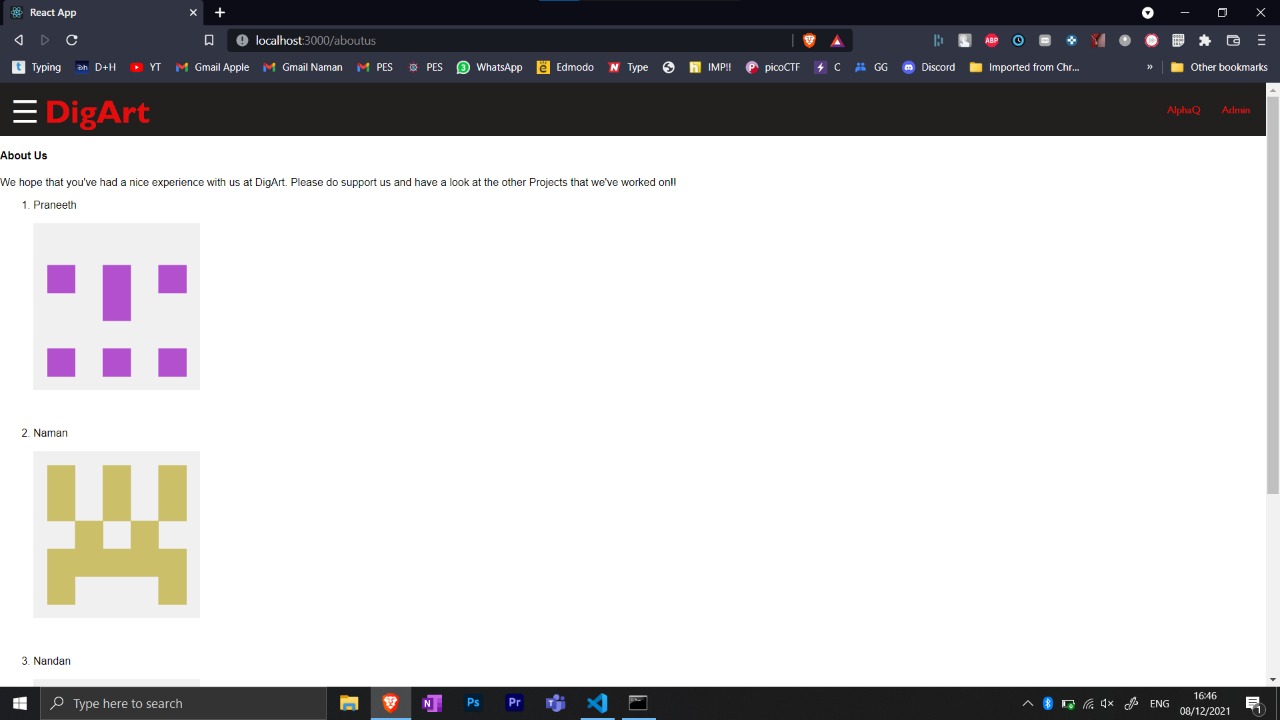 React App
localhost:3000/aboutus
Typing D+H YT Gmail Apple Gmail Naman PES PES WhatsApp Edmodo Type IMP!! picoCTF C GG Discord Imported from Chr... » Other bookmarks
DigArt AlphaQ Admin
About Us
We hope that you've had a nice experience with us at DigArt. Please do support us and have a look at the other Projects that we've worked on!!
1. Praneeth
2. Naman
3. Nandan
Type here to search
ENG
16:46
08/12/2021